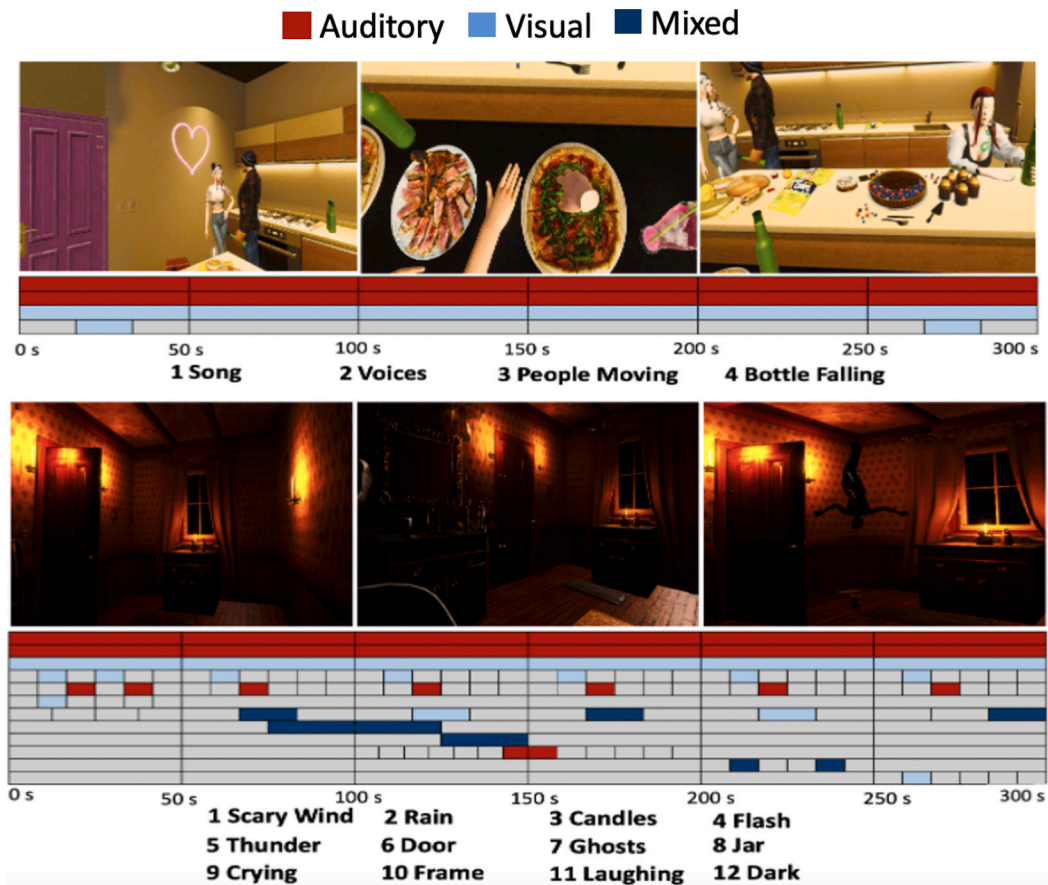 Auditory Visual Mixed
0 s 50 s 100 s 150 s 200 s 250 s 300 s
1 Song 2 Voices 3 People Moving 4 Bottle Falling
0 s 50 s 100 s 150 s 200 s 250 s 300 s
1 Scary Wind 2 Rain 3 Candles 4 Flash
5 Thunder 6 Door 7 Ghosts 8 Jar
9 Crying 10 Frame 11 Laughing 12 Dark